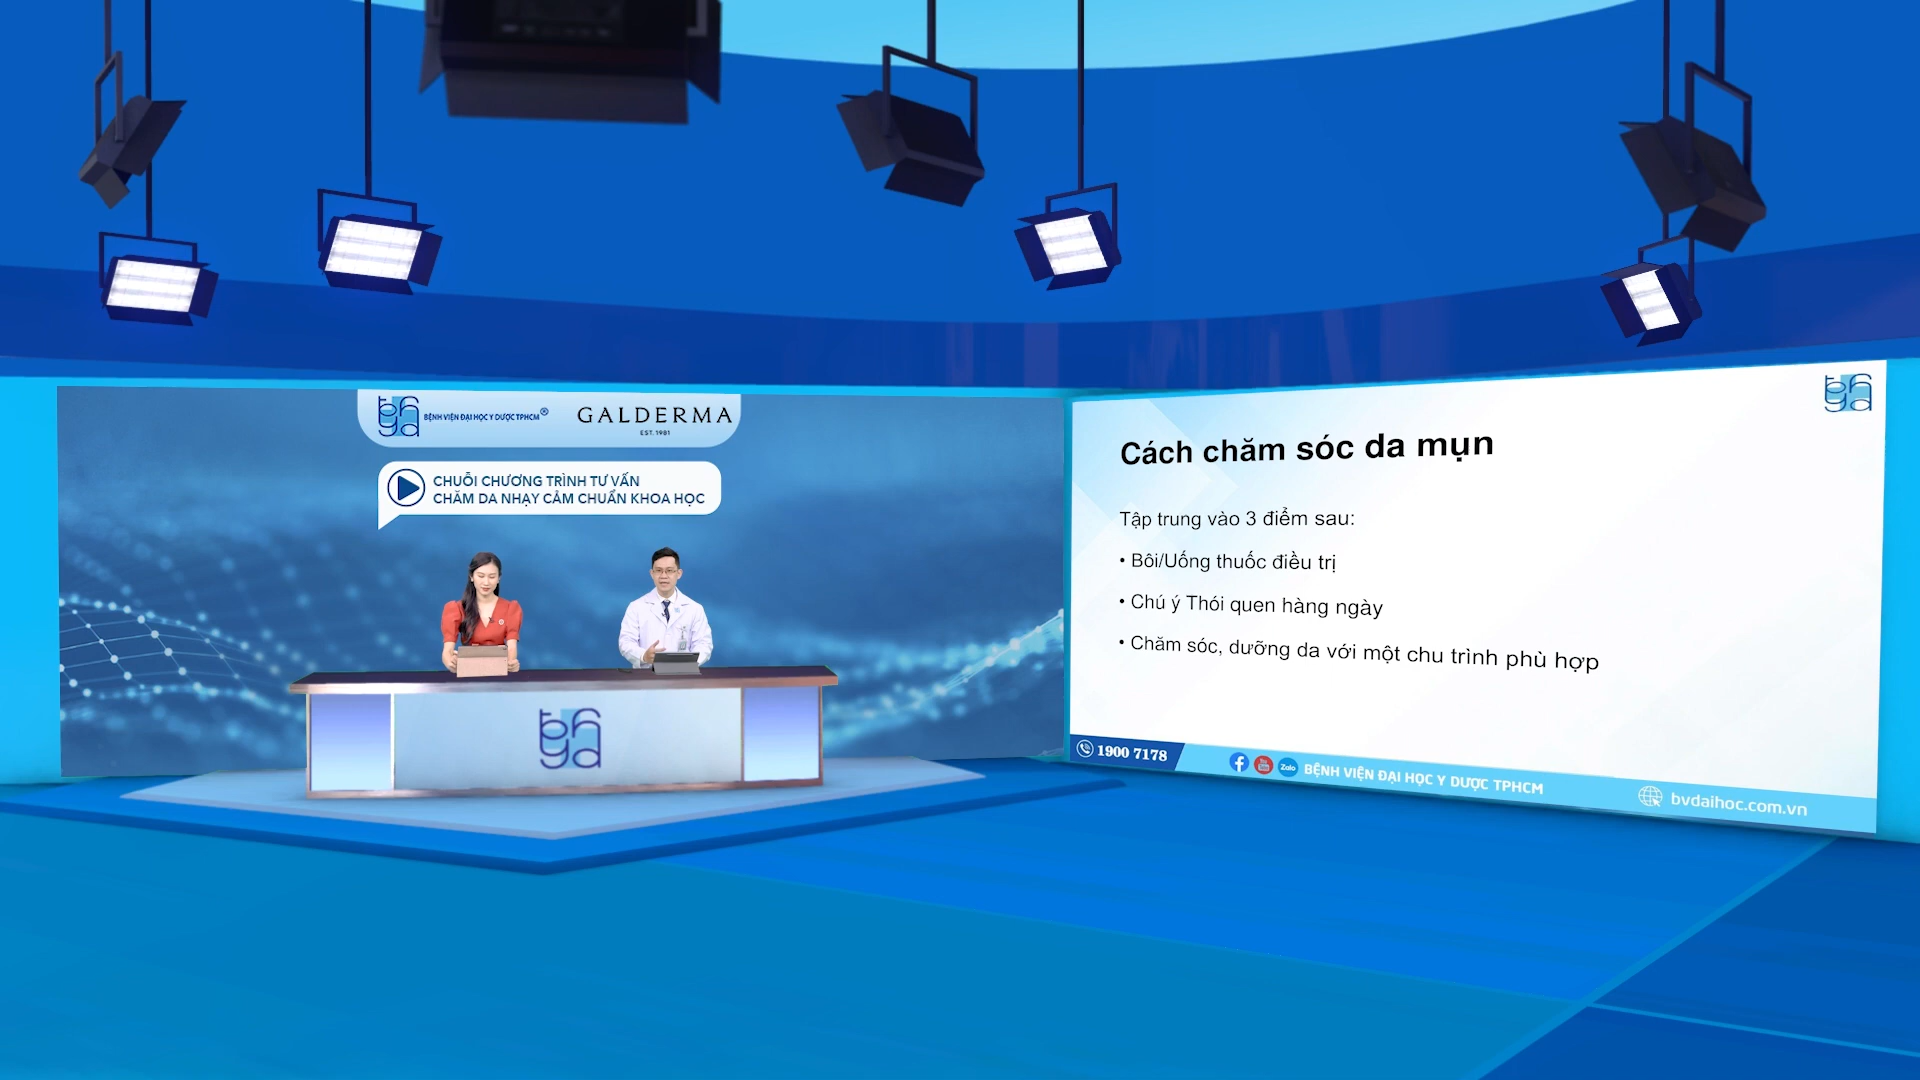 BỆNH VIỆN ĐẠI HỌC Y DƯỢC TPHCM®
GALDERMA
EST. 1981
CHUỖI CHƯƠNG TRÌNH TƯ VẤN
CHĂM DA NHẠY CẢM CHUẨN KHOA HỌC
Cách chăm sóc da mụn
Tập trung vào 3 điểm sau:
• Bôi/Uống thuốc điều trị
• Chú ý Thói quen hàng ngày
• Chăm sóc, dưỡng da với một chu trình phù hợp
1900 7178
Zalo
BỆNH VIỆN ĐẠI HỌC Y DƯỢC TPHCM
bvdaihoc.com.vn